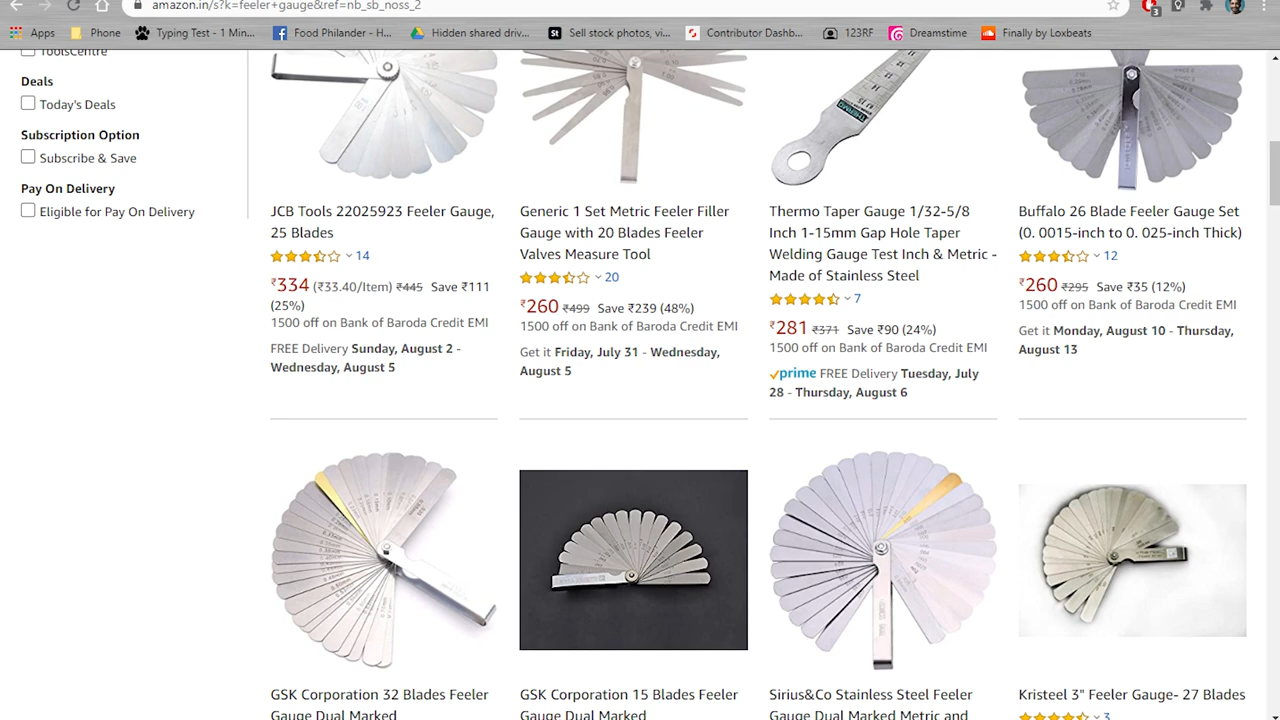 amazon.in/s?k=feeler+gauge&ref=nb_sb_noss_2
3
Apps
Phone
Typing Test - 1 Min...
Food Philander - H...
Hidden shared driv...
St
Sell stock photos, vi...
Contributor Dashb...
123RF
Dreamstime
Finally by Loxbeats
ToolsCentre
Deals
Today's Deals
Subscription Option
Subscribe & Save
Pay On Delivery
Eligible for Pay On Delivery
JCB Tools 22025923 Feeler Gauge,
25 Blades
14
₹334 (₹33.40/Item) ₹445 Save ₹111
(25%)
1500 off on Bank of Baroda Credit EMI
FREE Delivery Sunday, August 2 -
Wednesday, August 5
Generic 1 Set Metric Feeler Filler
Gauge with 20 Blades Feeler
Valves Measure Tool
20
₹260 ₹499 Save ₹239 (48%)
1500 off on Bank of Baroda Credit EMI
Get it Friday, July 31 - Wednesday,
August 5
THERMO
Thermo Taper Gauge 1/32-5/8
Inch 1-15mm Gap Hole Taper
Welding Gauge Test Inch & Metric -
Made of Stainless Steel
7
₹281 ₹371 Save ₹90 (24%)
1500 off on Bank of Baroda Credit EMI
prime FREE Delivery Tuesday, July
28 - Thursday, August 6
Buffalo 26 Blade Feeler Gauge Set
(0. 0015-inch to 0. 025-inch Thick)
12
₹260 ₹295 Save ₹35 (12%)
1500 off on Bank of Baroda Credit EMI
Get it Monday, August 10 - Thursday,
August 13
GSK Corporation 32 Blades Feeler
Gauge Dual Marked
GSK Corporation 15 Blades Feeler
Gauge Dual Marked
Sirius&Co Stainless Steel Feeler
Gauge Dual Marked Metric and
Kristeel 3" Feeler Gauge- 27 Blades
3